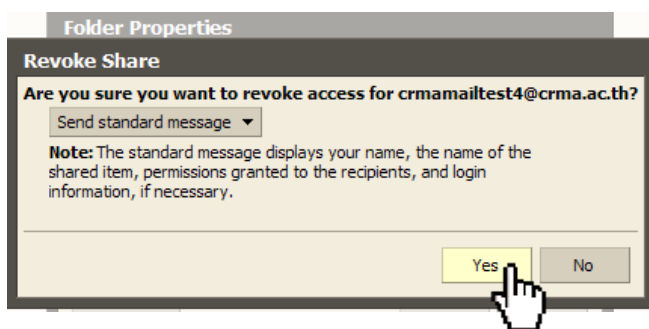 Folder Properties
Revoke Share
Are you sure you want to revoke access for crmamailtest4@crma.ac.th?
Send standard message
Note: The standard message displays your name, the name of the
shared item, permissions granted to the recipients, and login
information, if necessary.
Yes No